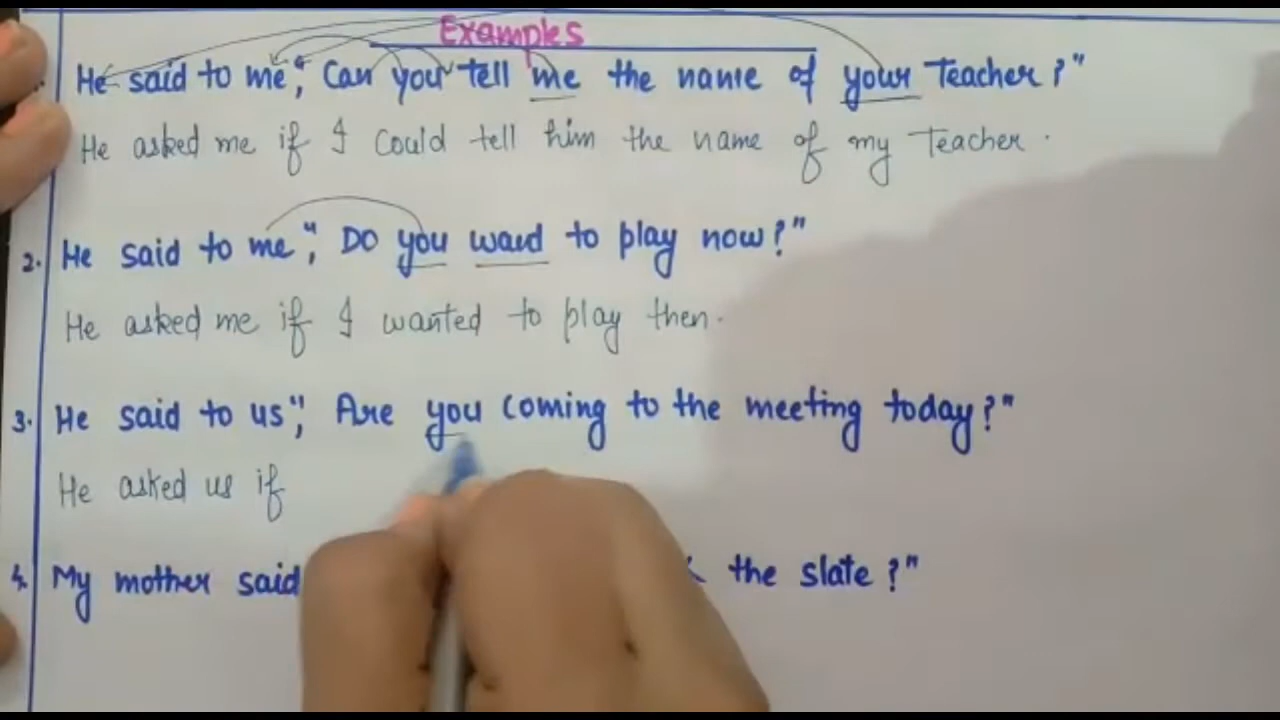 Examples
He said to me", Can you tell me the name of your Teacher?"
He asked me if I could tell him the name of my Teacher.
2. He said to me", Do you want to play now?"
He asked me if I wanted to play then.
3. He said to us", Are you coming to the meeting today?"
He asked us if
4. My mother said the slate?"